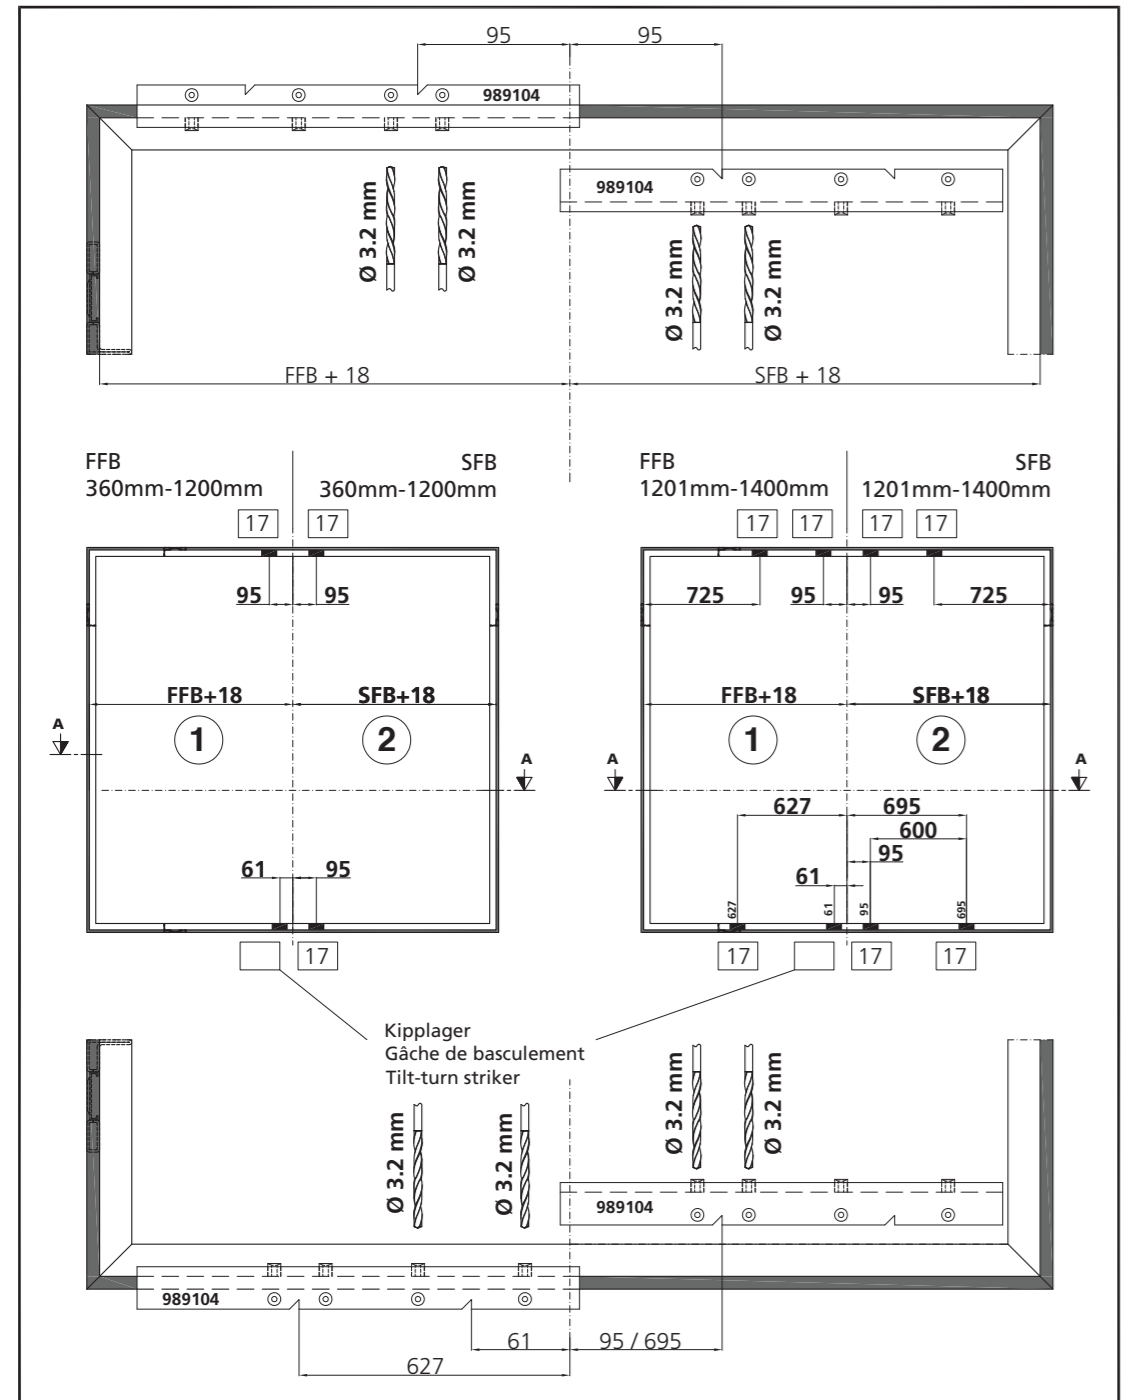 95 95
989104
989104
Ø 3.2 mm Ø 3.2 mm
Ø 3.2 mm Ø 3.2 mm
FFB + 18 SFB + 18
FFB SFB
360mm-1200mm 360mm-1200mm
17 17
95 95
FFB+18 SFB+18
1 2
A A
61 95
17
FFB SFB
1201mm-1400mm 1201mm-1400mm
17 17 17 17
725 95 95 725
FFB+18 SFB+18
1 2
A A
627 695
600
95
61
627 61 95 695
17 17 17
Kipplager
Gâche de basculement
Tilt-turn striker
Ø 3.2 mm Ø 3.2 mm
Ø 3.2 mm Ø 3.2 mm
989104
989104
61 95 / 695
627